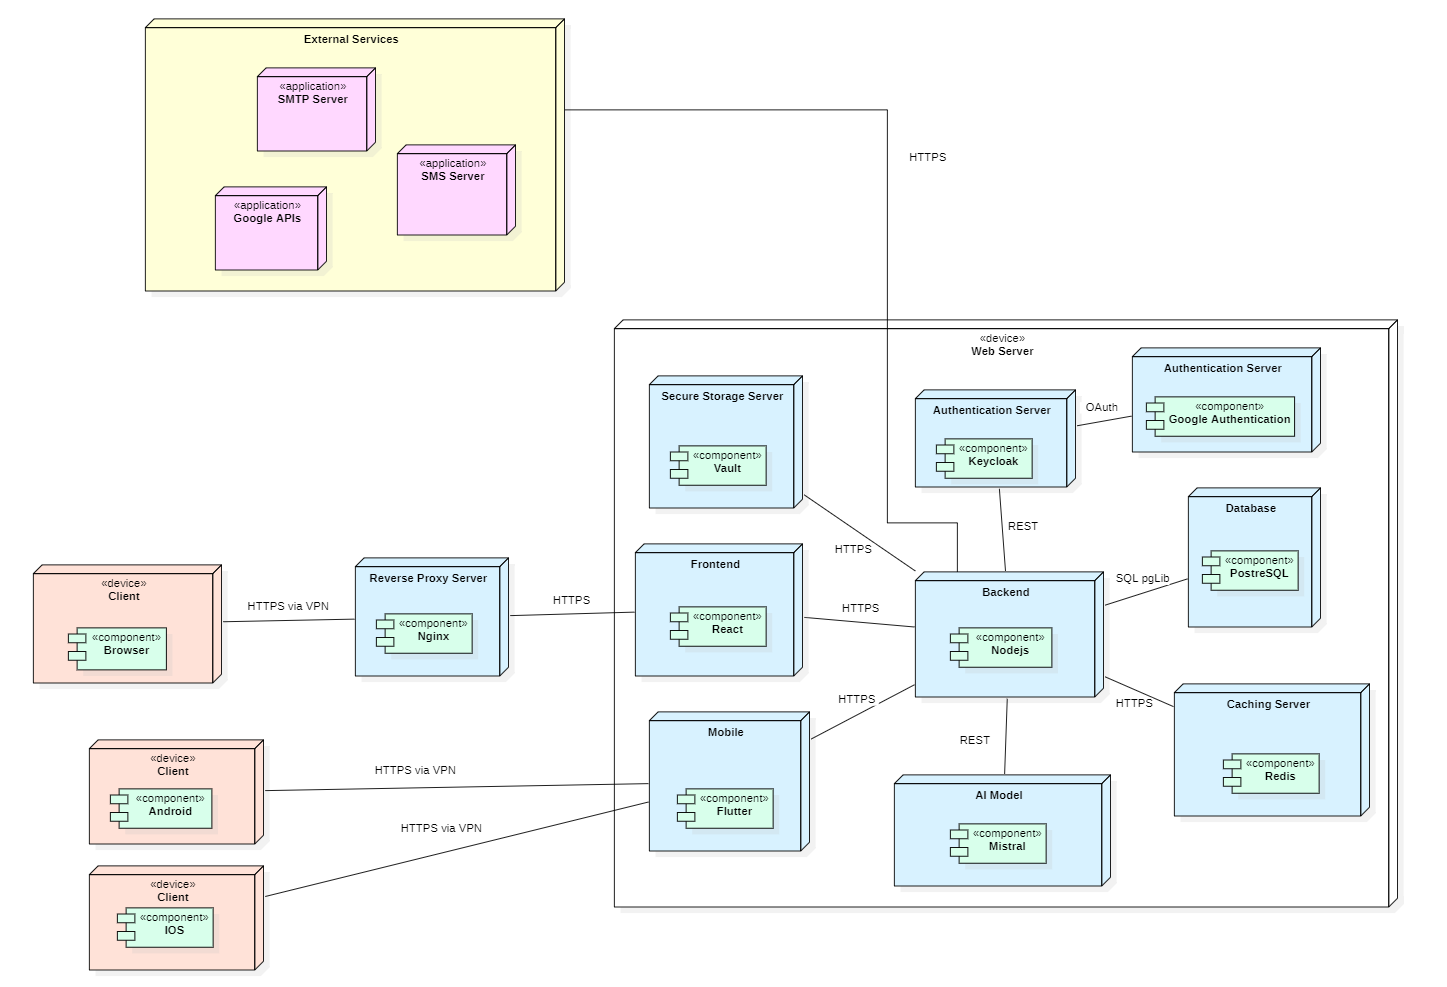 External Services
«application»
SMTP Server
«application»
SMS Server
«application»
Google APIs
HTTPS
«device»
Web Server
Secure Storage Server
«component»
Vault
Authentication Server
«component»
Keycloak
OAuth
Authentication Server
«component»
Google Authentication
REST
HTTPS
Database
«component»
PostreSQL
SQL pgLib
«device»
Client
«component»
Browser
HTTPS via VPN
Reverse Proxy Server
«component»
Nginx
HTTPS
Frontend
«component»
React
HTTPS
Backend
«component»
Nodejs
HTTPS
HTTPS
Caching Server
«component»
Redis
REST
«device»
Client
«component»
Android
HTTPS via VPN
Mobile
«component»
Flutter
AI Model
«component»
Mistral
HTTPS via VPN
«device»
Client
«component»
IOS